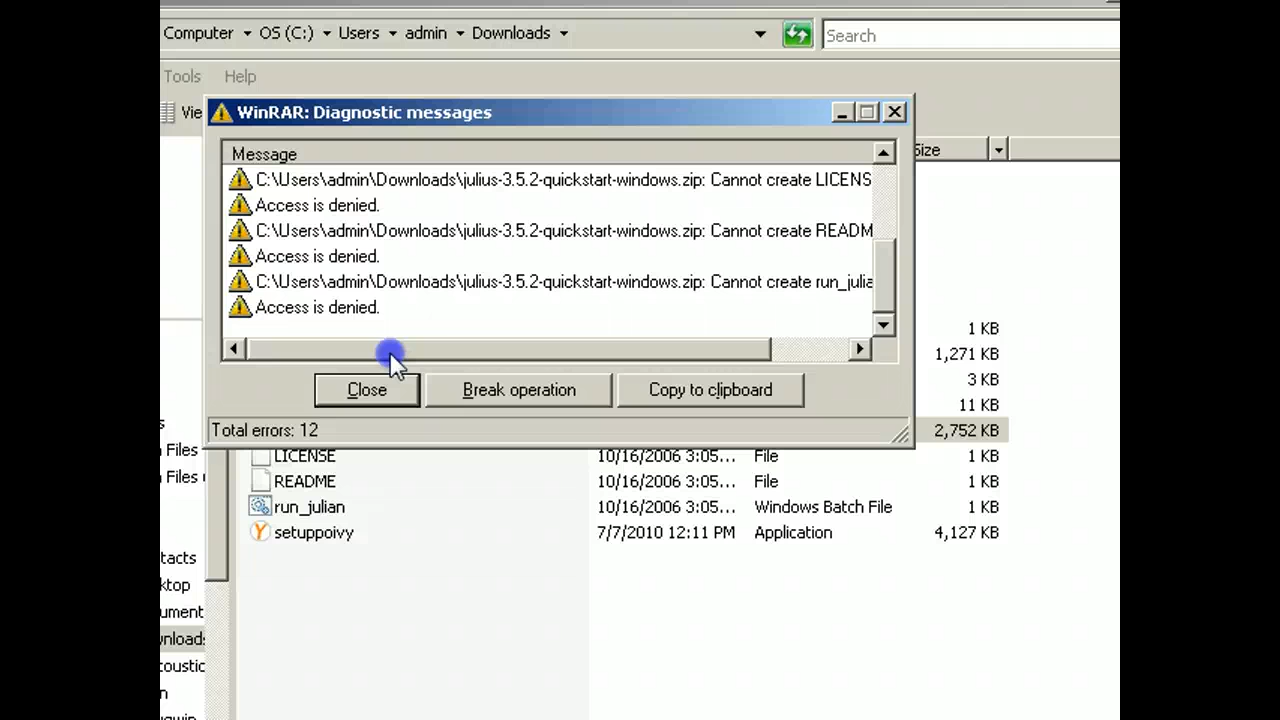 Computer OS (C:) Users admin Downloads Search
Tools Help
WinRAR: Diagnostic messages
Message
Size
C:\Users\admin\Downloads\julius-3.5.2-quickstart-windows.zip: Cannot create LICENS
Access is denied.
C:\Users\admin\Downloads\julius-3.5.2-quickstart-windows.zip: Cannot create READM
Access is denied.
C:\Users\admin\Downloads\julius-3.5.2-quickstart-windows.zip: Cannot create run_julia
Access is denied.
1 KB
1,271 KB
3 KB
Close Break operation Copy to clipboard
11 KB
Total errors: 12
2,752 KB
Files
LICENSE 10/16/2006 3:05... File 1 KB
Files
README 10/16/2006 3:05... File 1 KB
run_julian 10/16/2006 3:05... Windows Batch File 1 KB
setuppoivy 7/7/2010 12:11 PM Application 4,127 KB
tacts
ktop
ument
wnloads
coustic